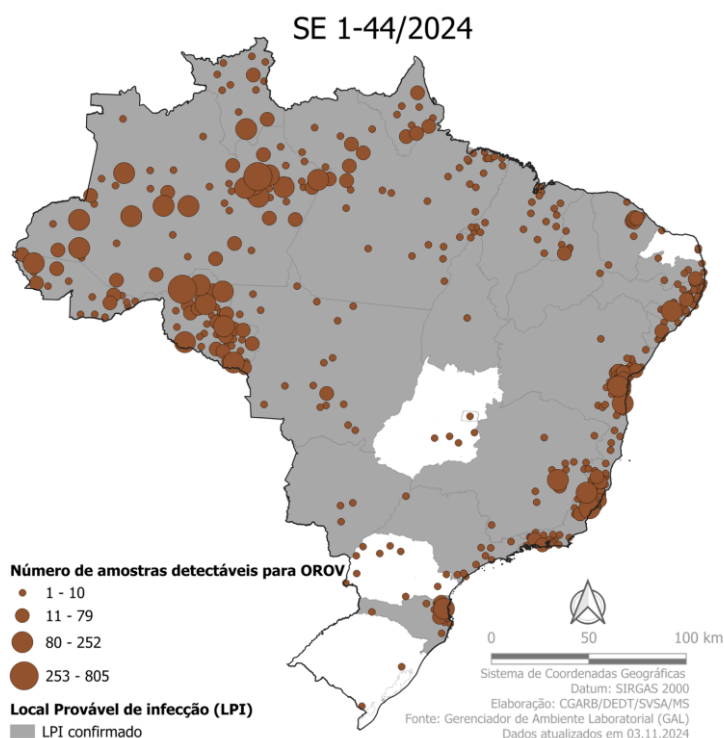 SE 1-44/2024
Número de amostras detectáveis para OROV
1 - 10
11 - 79
80 - 252
253 - 805
Local Provável de infecção (LPI)
LPI confirmado
0 50 100 km
Sistema de Coordenadas Geográficas
Datum: SIRGAS 2000
Elaboração: CGARB/DEDT/SVSA/MS
Fonte: Gerenciador de Ambiente Laboratorial (GAL)
Dados atualizados em 03.11.2024